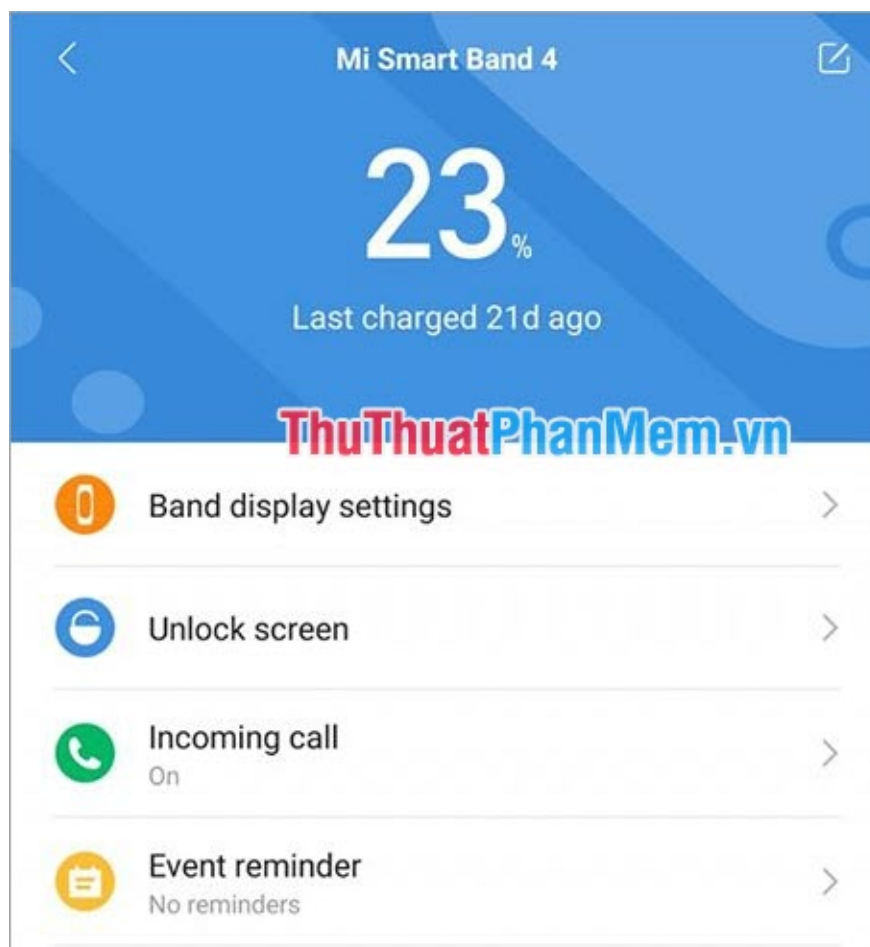 Mi Smart Band 4
23%
Last charged 21d ago
ThuThuatPhanMem.vn
Band display settings
Unlock screen
Incoming call
On
Event reminder
No reminders